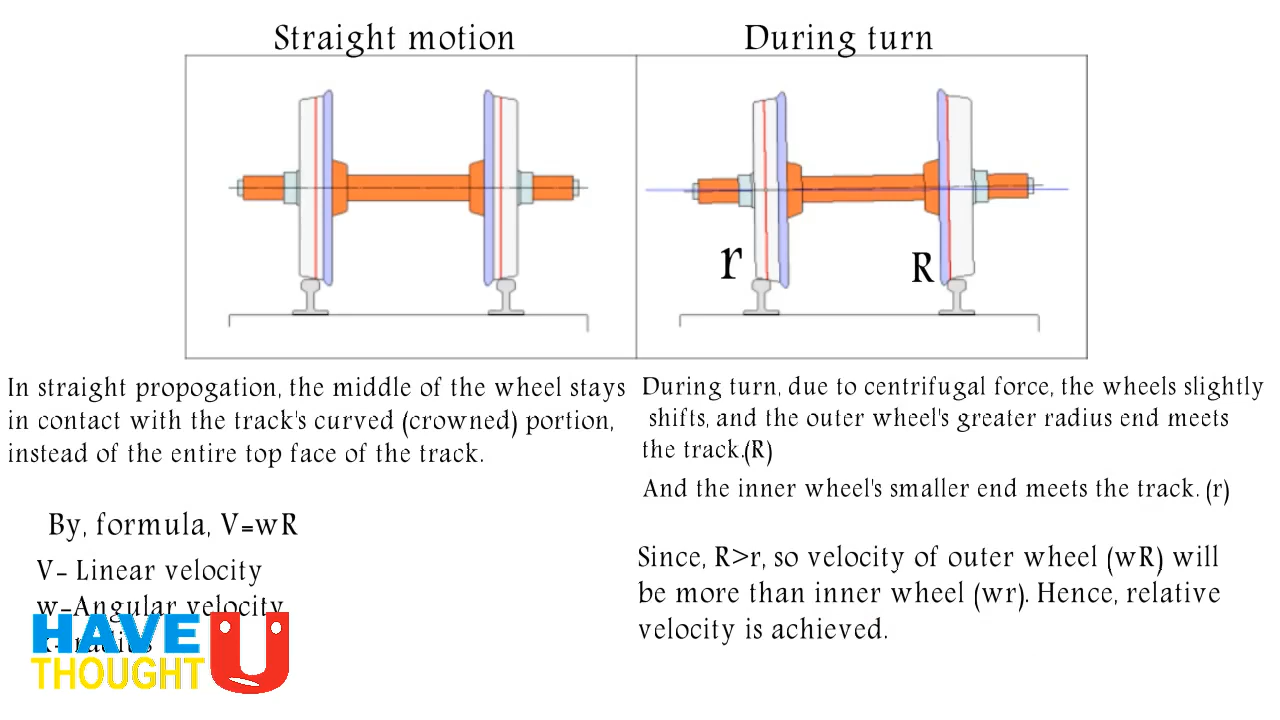 Straight motion
During turn
r
R
In straight propogation, the middle of the wheel stays
in contact with the track's curved (crowned) portion,
instead of the entire top face of the track.
By, formula, V=wR
V- Linear velocity
w-Angular velocity
radius
HAVE U
THOUGHT
During turn, due to centrifugal force, the wheels slightly
shifts, and the outer wheel's greater radius end meets
the track.(R)
And the inner wheel's smaller end meets the track. (r)
Since, R>r, so velocity of outer wheel (wR) will
be more than inner wheel (wr). Hence, relative
velocity is achieved.